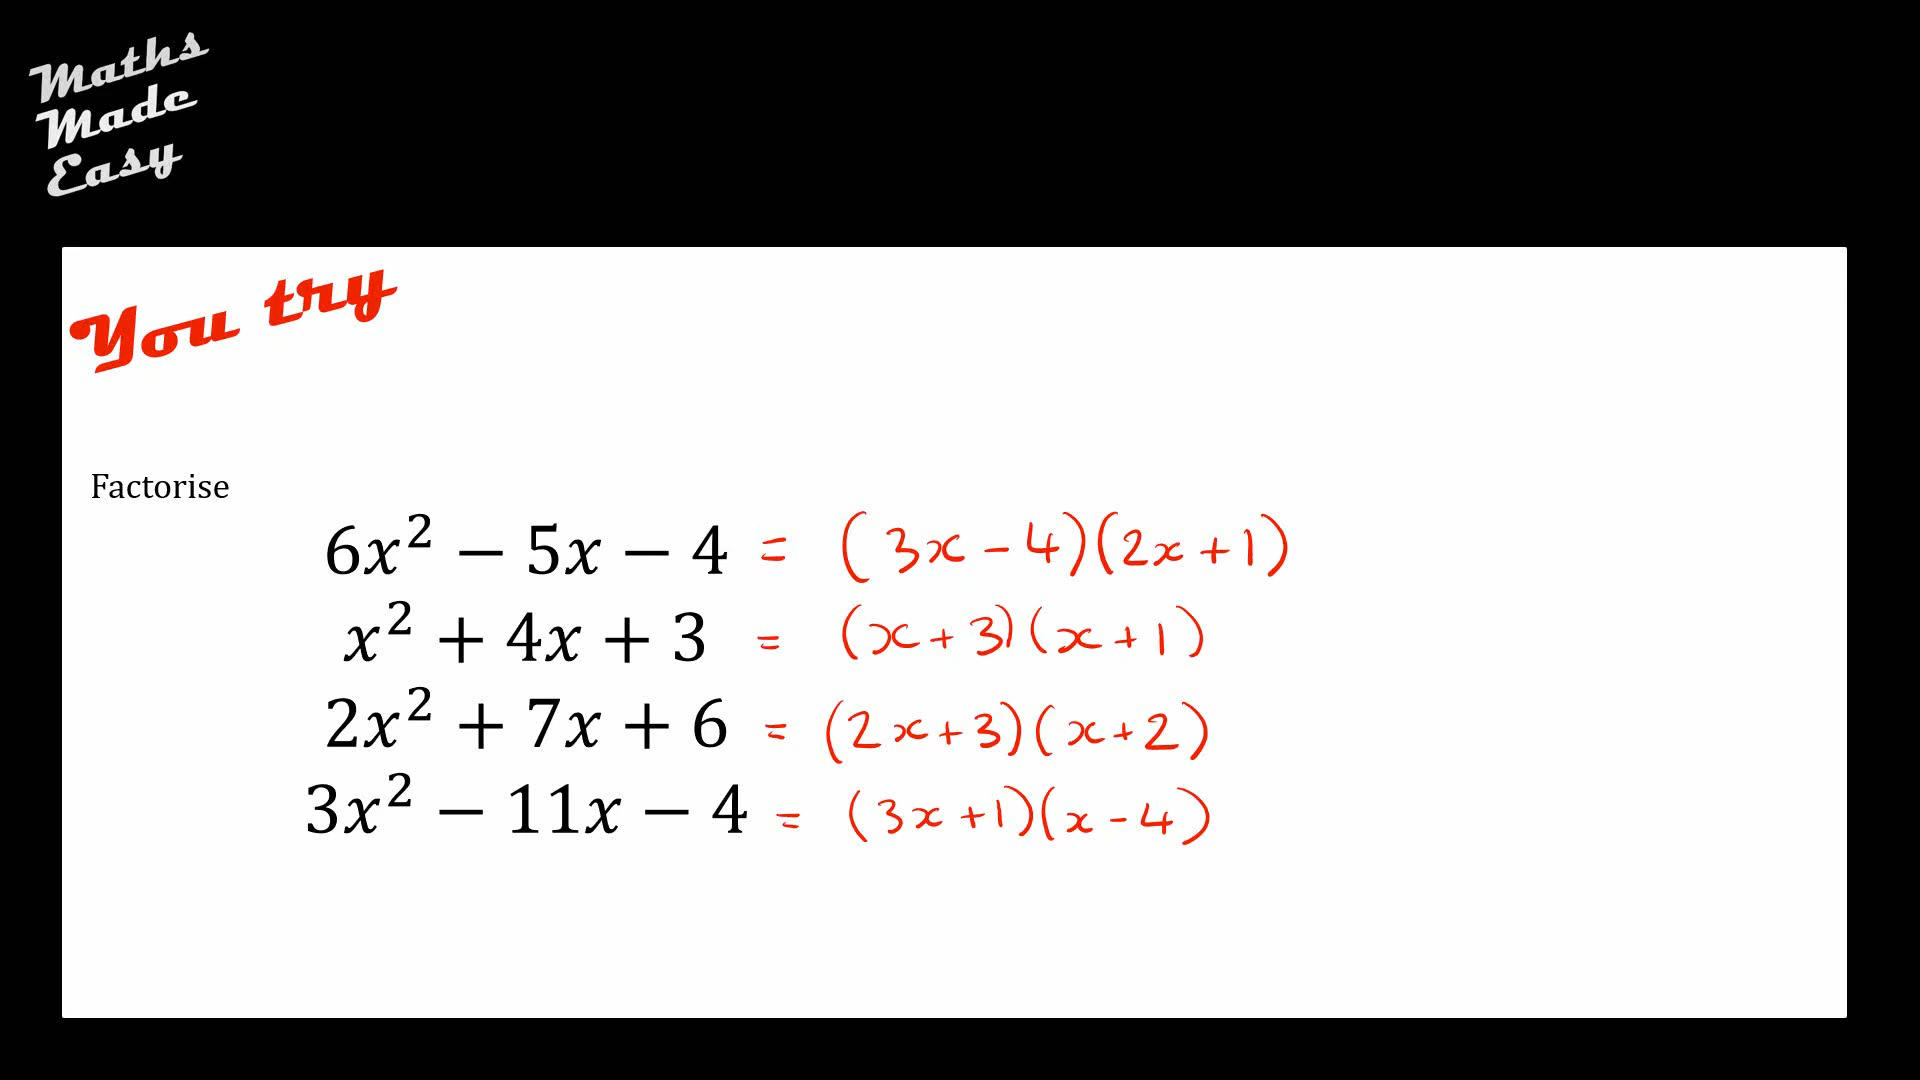 Maths
Made
Easy
You try
Factorise
6x² − 5x − 4 = (3x − 4)(2x + 1)
x² + 4x + 3 = (x + 3)(x + 1)
2x² + 7x + 6 = (2x + 3)(x + 2)
3x² − 11x − 4 = (3x + 1)(x − 4)